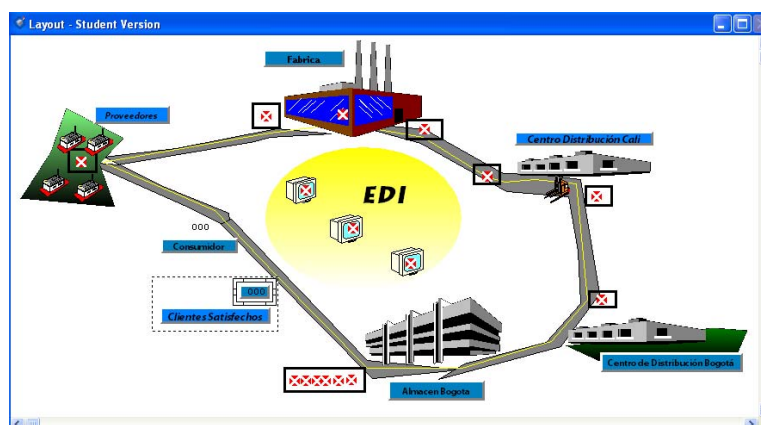 Layout - Student Version
Fabrica
Proveedores
Centro Distribución Cali
EDI
000
Consumidor
000
Clientes Satisfechos
Centro de Distribución Bogotá
Almacen Bogota